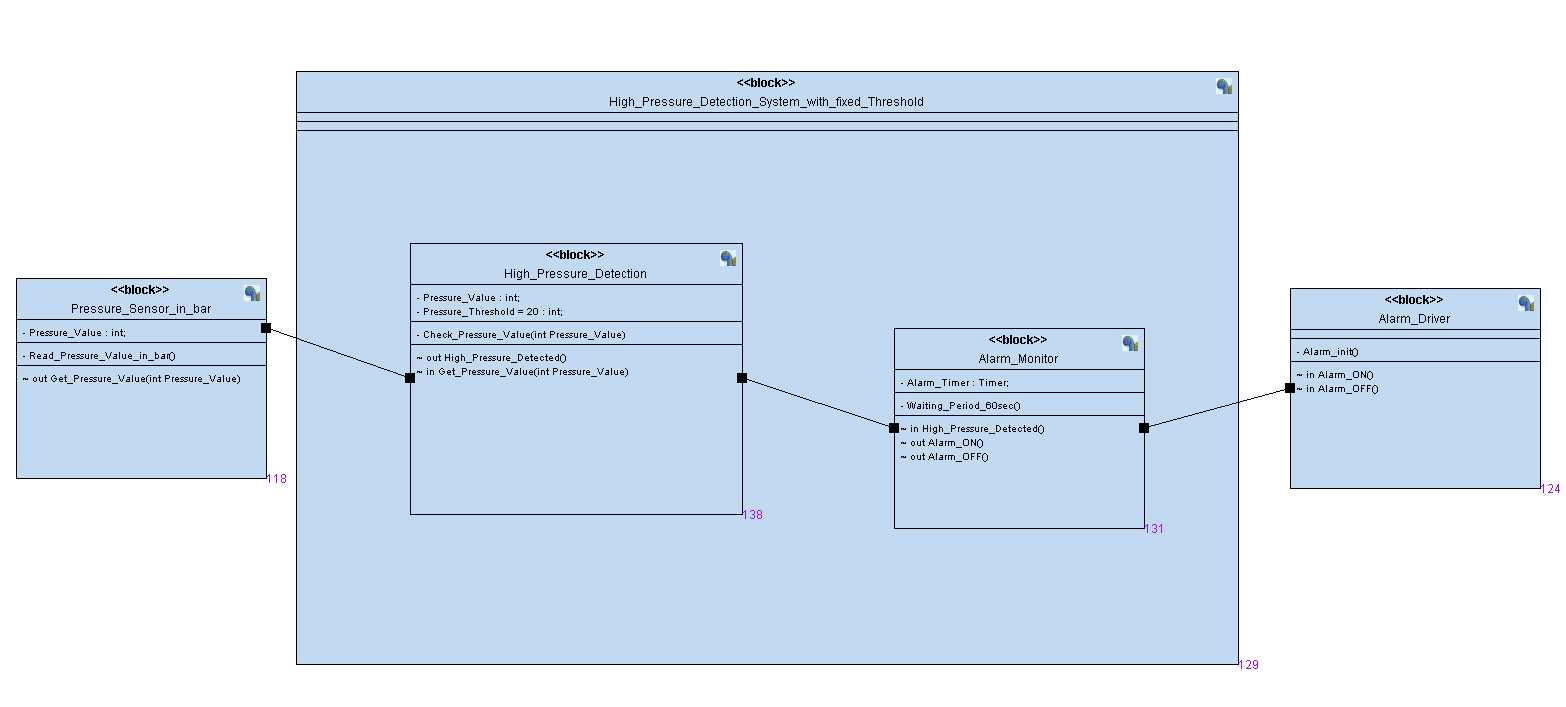 <<block>>
High_Pressure_Detection_System_with_fixed_Threshold
<<block>>
Pressure_Sensor_in_bar
- Pressure_Value : int;
- Read_Pressure_Value_in_bar()
~ out Get_Pressure_Value(int Pressure_Value)
118
<<block>>
High_Pressure_Detection
- Pressure_Value : int;
- Pressure_Threshold = 20 : int;
- Check_Pressure_Value(int Pressure_Value)
~ out High_Pressure_Detected()
~ in Get_Pressure_Value(int Pressure_Value)
138
<<block>>
Alarm_Monitor
- Alarm_Timer : Timer;
- Waiting_Period_60sec()
~ in High_Pressure_Detected()
~ out Alarm_ON()
~ out Alarm_OFF()
131
<<block>>
Alarm_Driver
- Alarm_init()
~ in Alarm_ON()
~ in Alarm_OFF()
124
129